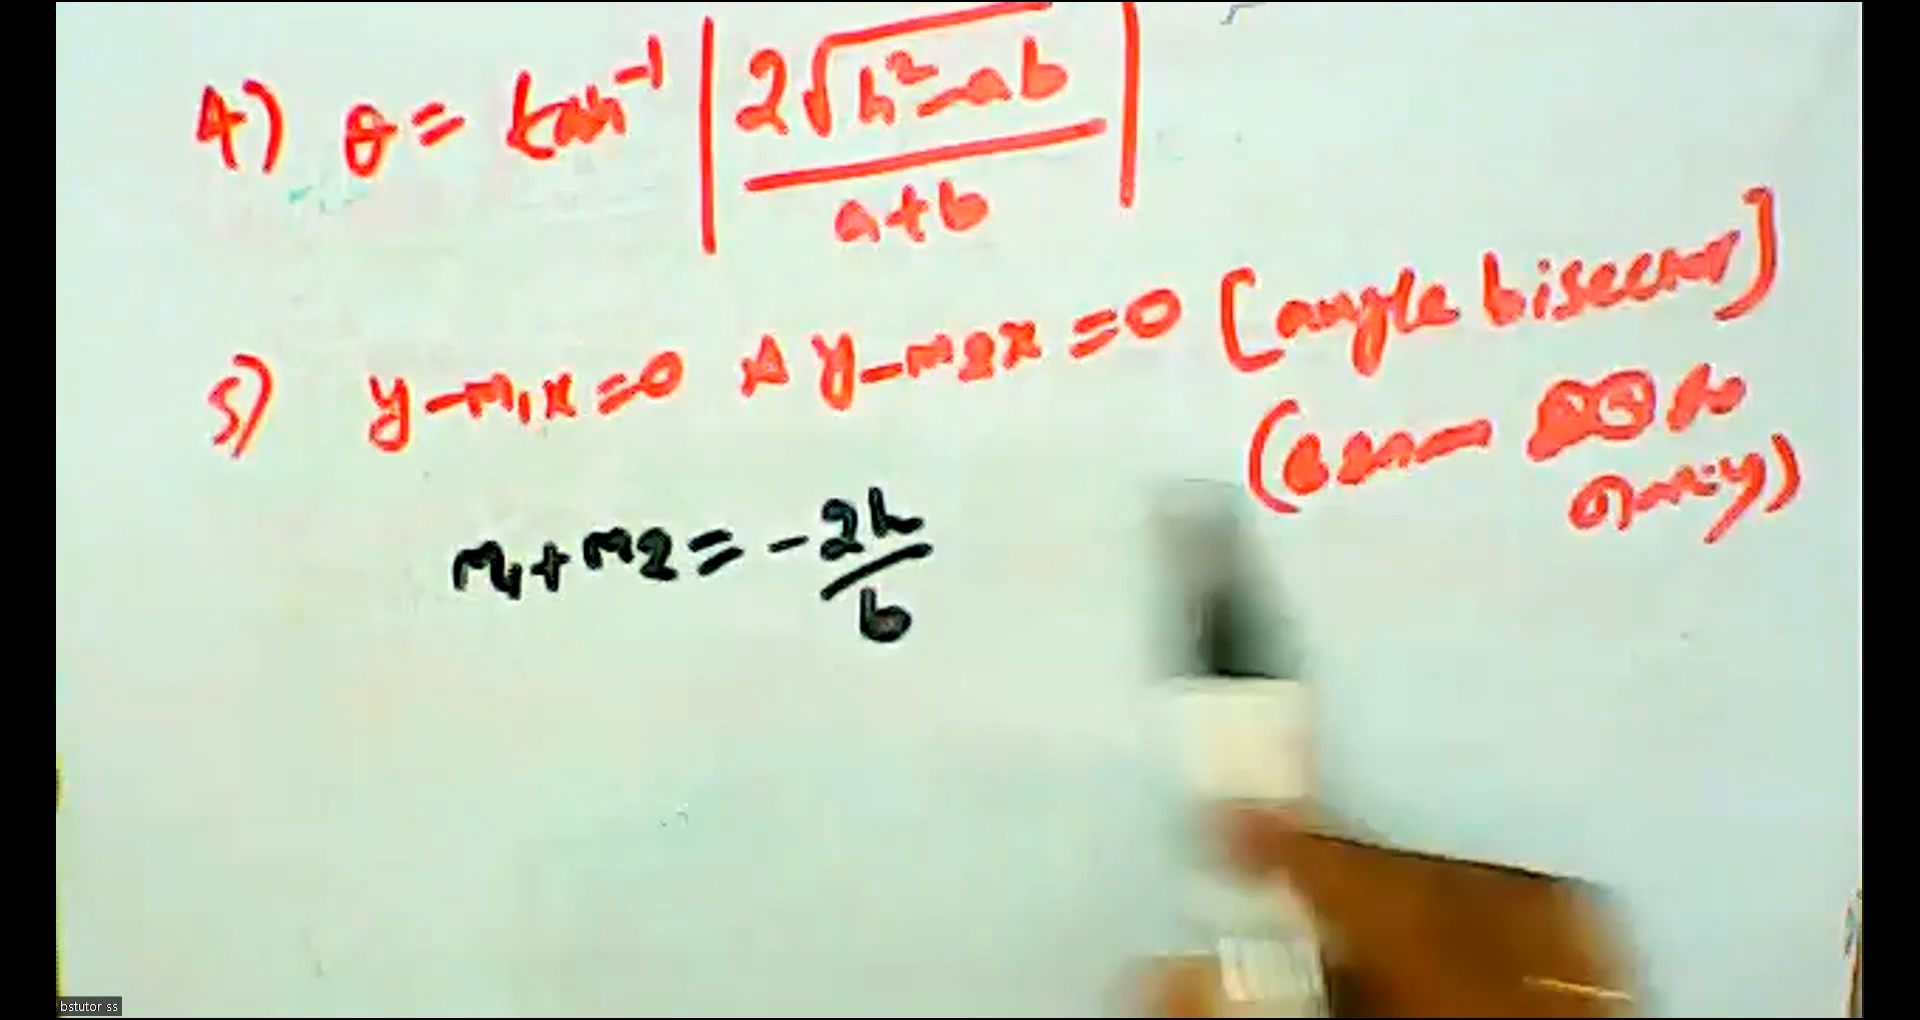 4) θ = tan⁻¹ |2√(h²-ab) / (a+b)|
5) y-m₁x=0 & y-m₂x=0 [angle bisector]
m₁+m₂ = -2h/b
bstutor ss